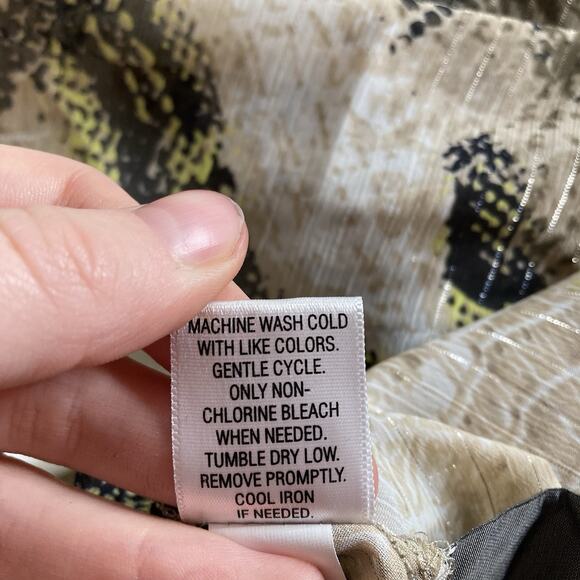 MACHINE WASH COLD
WITH LIKE COLORS.
GENTLE CYCLE.
ONLY NON-
CHLORINE BLEACH
WHEN NEEDED.
TUMBLE DRY LOW.
REMOVE PROMPTLY.
COOL IRON
IF NEEDED.